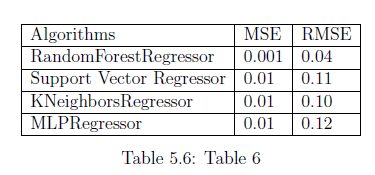 Algorithms MSE RMSE
RandomForestRegressor 0.001 0.04
Support Vector Regressor 0.01 0.11
KNeighborsRegressor 0.01 0.10
MLPRegressor 0.01 0.12
Table 5.6: Table 6